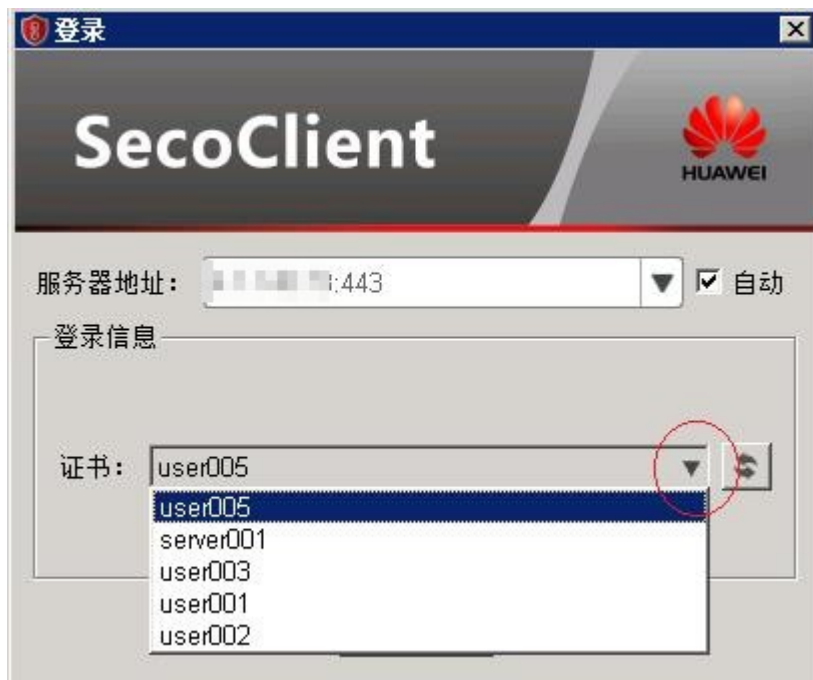 登录
SecoClient
HUAWEI
服务器地址： :443 自动
登录信息
证书： user005
user005
server001
user003
user001
user002